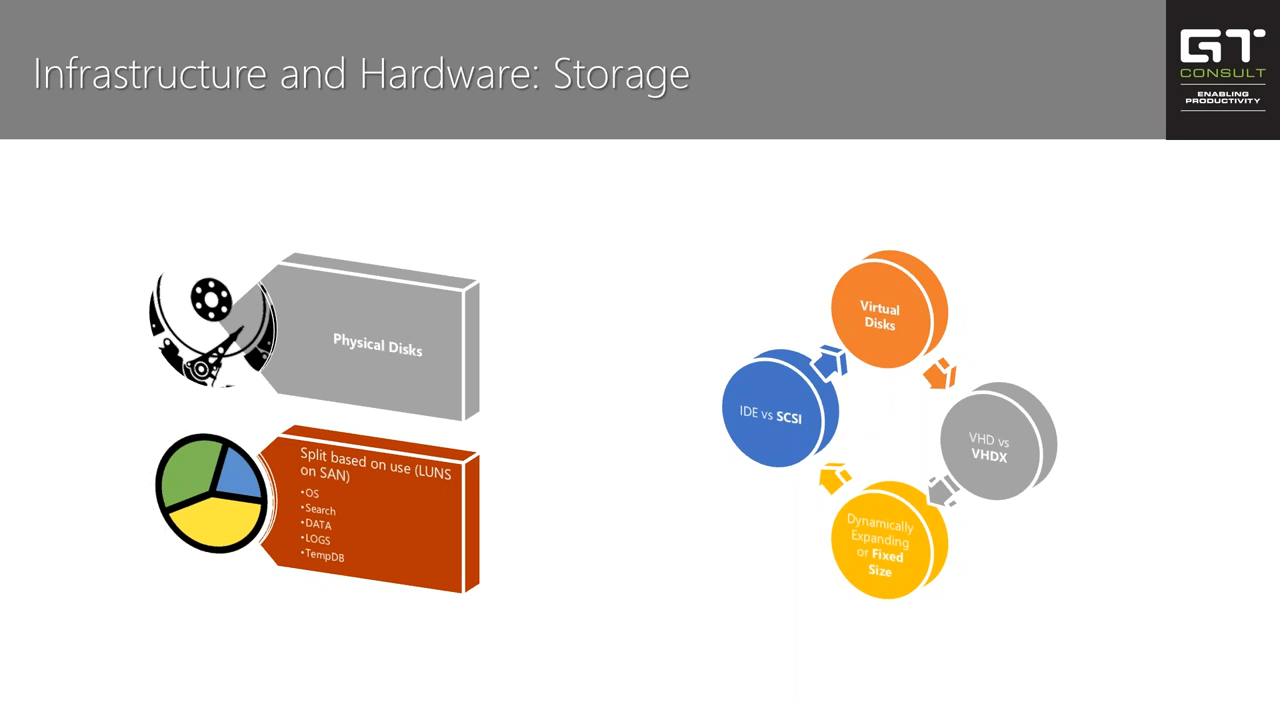 Infrastructure and Hardware: Storage
GT
CONSULT
ENABLING
PRODUCTIVITY
Physical Disks
Split based on use (LUNS
on SAN)
•OS
•Search
•DATA
•LOGS
•TempDB
Virtual
Disks
IDE vs SCSI
VHD vs
VHDX
Dynamically
Expanding
or Fixed
Size